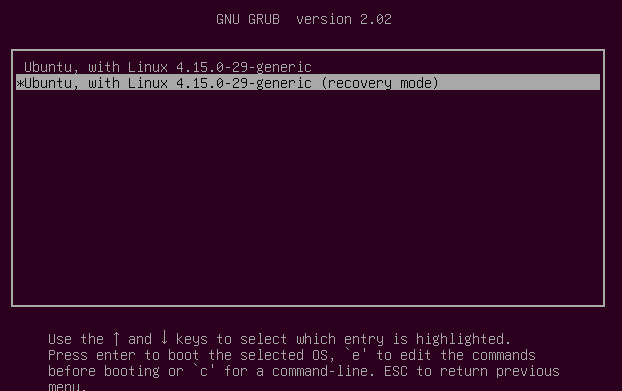 GNU GRUB  version 2.02
Ubuntu, with Linux 4.15.0-29-generic
*Ubuntu, with Linux 4.15.0-29-generic (recovery mode)
Use the ↑ and ↓ keys to select which entry is highlighted.
Press enter to boot the selected OS, `e' to edit the commands
before booting or `c' for a command-line. ESC to return previous
menu.